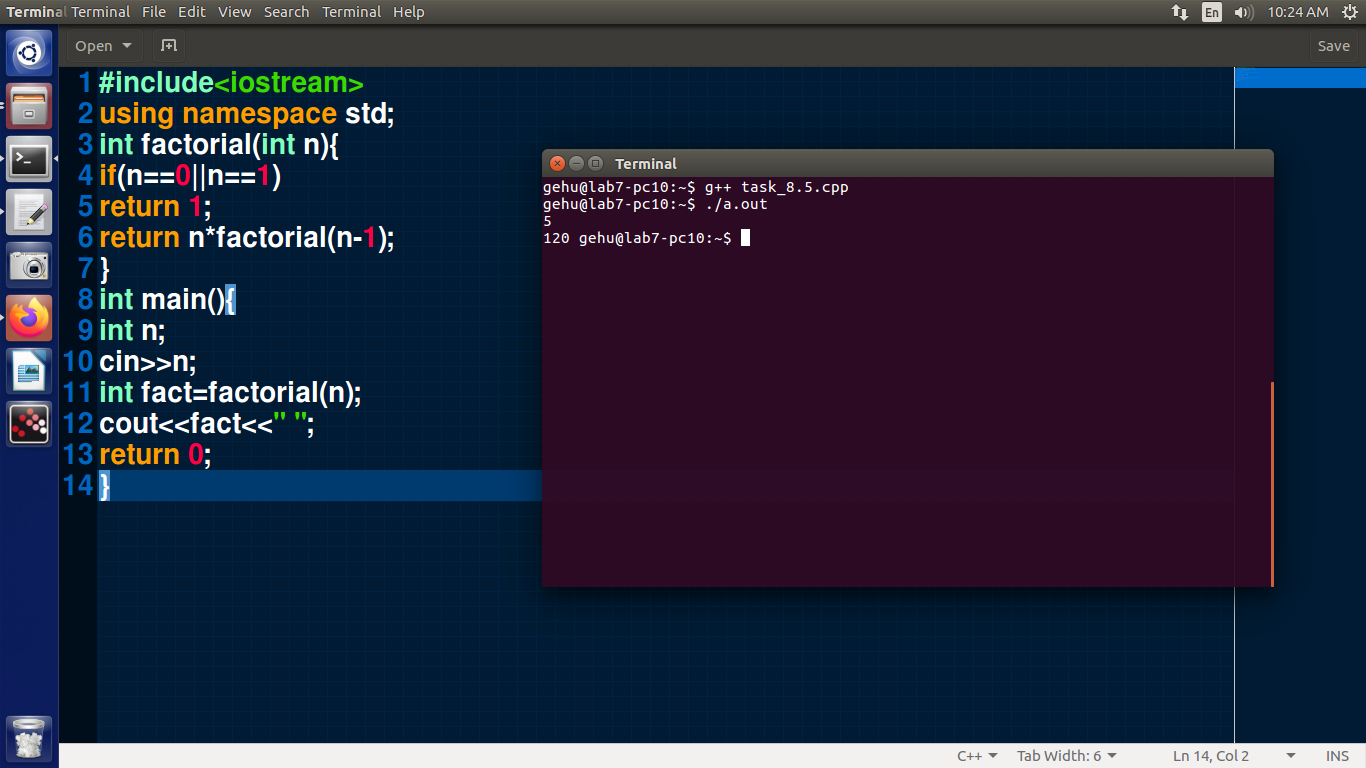 Terminal Terminal File Edit View Search Terminal Help En 10:24 AM
Open Save
1 #include<iostream>
2 using namespace std;
3 int factorial(int n){
4 if(n==0||n==1)
5 return 1;
6 return n*factorial(n-1);
7 }
8 int main(){
9 int n;
10 cin>>n;
11 int fact=factorial(n);
12 cout<<fact<<" ";
13 return 0;
14 }
Terminal
gehu@lab7-pc10:~$ g++ task_8.5.cpp
gehu@lab7-pc10:~$ ./a.out
5
120 gehu@lab7-pc10:~$
C++ Tab Width: 6 Ln 14, Col 2 INS